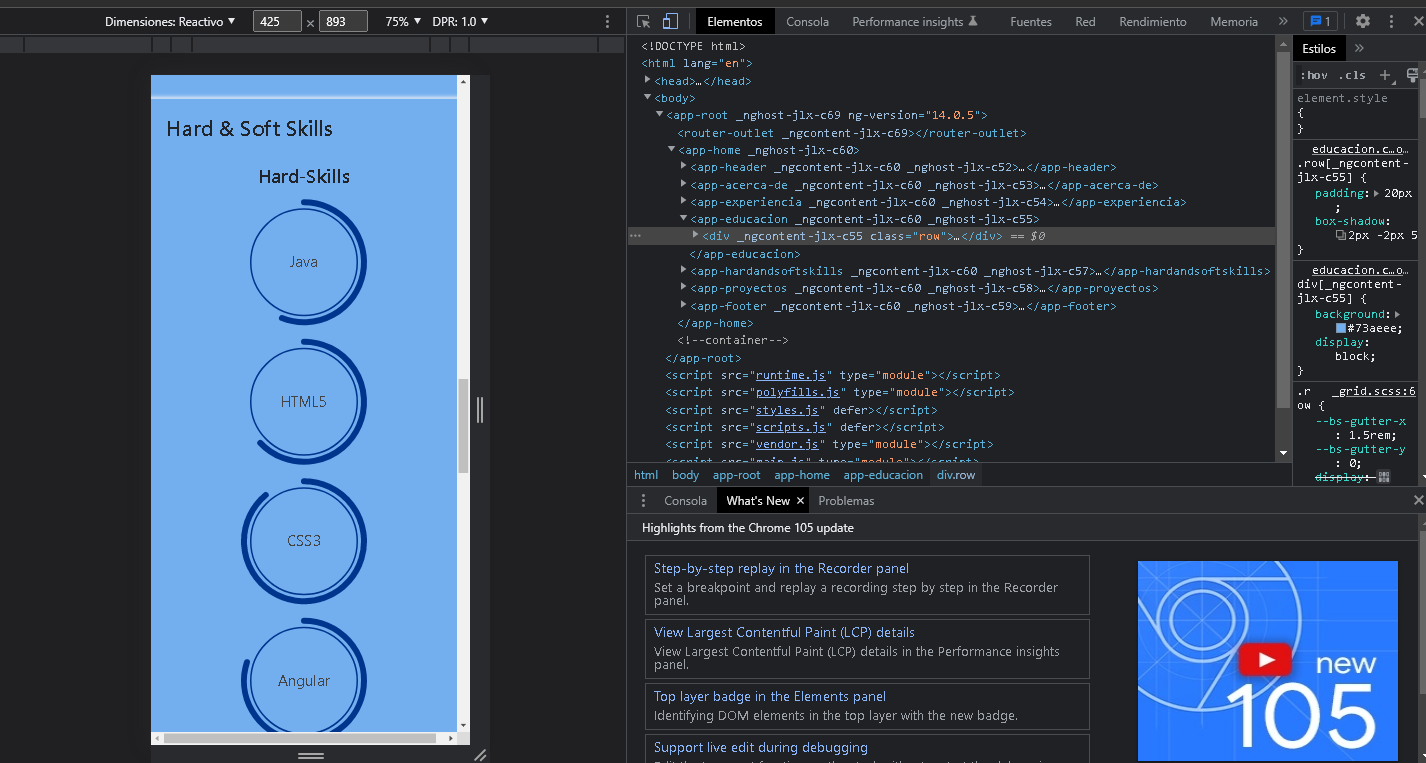 Dimensiones: Reactivo ▼ 425 × 893 75% ▼ DPR: 1.0 ▼
Hard & Soft Skills
Hard-Skills
Java
HTML5
CSS3
Angular
Elementos Consola Performance insights Fuentes Red Rendimiento Memoria » 1
<!DOCTYPE html>
<html lang="en">
<head>…</head>
<body>
<app-root _nghost-jlx-c69 ng-version="14.0.5">
<router-outlet _ngcontent-jlx-c69></router-outlet>
<app-home _nghost-jlx-c60>
<app-header _ngcontent-jlx-c60 _nghost-jlx-c52>…</app-header>
<app-acerca-de _ngcontent-jlx-c60 _nghost-jlx-c53>…</app-acerca-de>
<app-experiencia _ngcontent-jlx-c60 _nghost-jlx-c54>…</app-experiencia>
<app-educacion _ngcontent-jlx-c60 _nghost-jlx-c55>
<div _ngcontent-jlx-c55 class="row">…</div> == $0
</app-educacion>
<app-hardandsoftskills _ngcontent-jlx-c60 _nghost-jlx-c57>…</app-hardandsoftskills>
<app-proyectos _ngcontent-jlx-c60 _nghost-jlx-c58>…</app-proyectos>
<app-footer _ngcontent-jlx-c60 _nghost-jlx-c59>…</app-footer>
</app-home>
<!--container-->
</app-root>
<script src="runtime.js" type="module"></script>
<script src="polyfills.js" type="module"></script>
<script src="styles.js" defer></script>
<script src="scripts.js" defer></script>
<script src="vendor.js" type="module"></script>
<script src="main.js" type="module"></script>
html body app-root app-home app-educacion div.row
Estilos »
:hov .cls +
element.style
{
}
educacion.c…o…
.row[_ngcontent-
jlx-c55] {
padding: 20px
;
box-shadow:
2px -2px 5
}
educacion.c…o…
div[_ngcontent-
jlx-c55] {
background:
#73aeee;
display:
block;
}
.r _grid.scss:6
ow {
--bs-gutter-x
: 1.5rem;
--bs-gutter-y
: 0;
display:
Consola What's New × Problemas
Highlights from the Chrome 105 update
Step-by-step replay in the Recorder panel
Set a breakpoint and replay a recording step by step in the Recorder
panel.
View Largest Contentful Paint (LCP) details
View Largest Contentful Paint (LCP) details in the Performance insights
panel.
Top layer badge in the Elements panel
Identifying DOM elements in the top layer with the new badge.
Support live edit during debugging
new
105